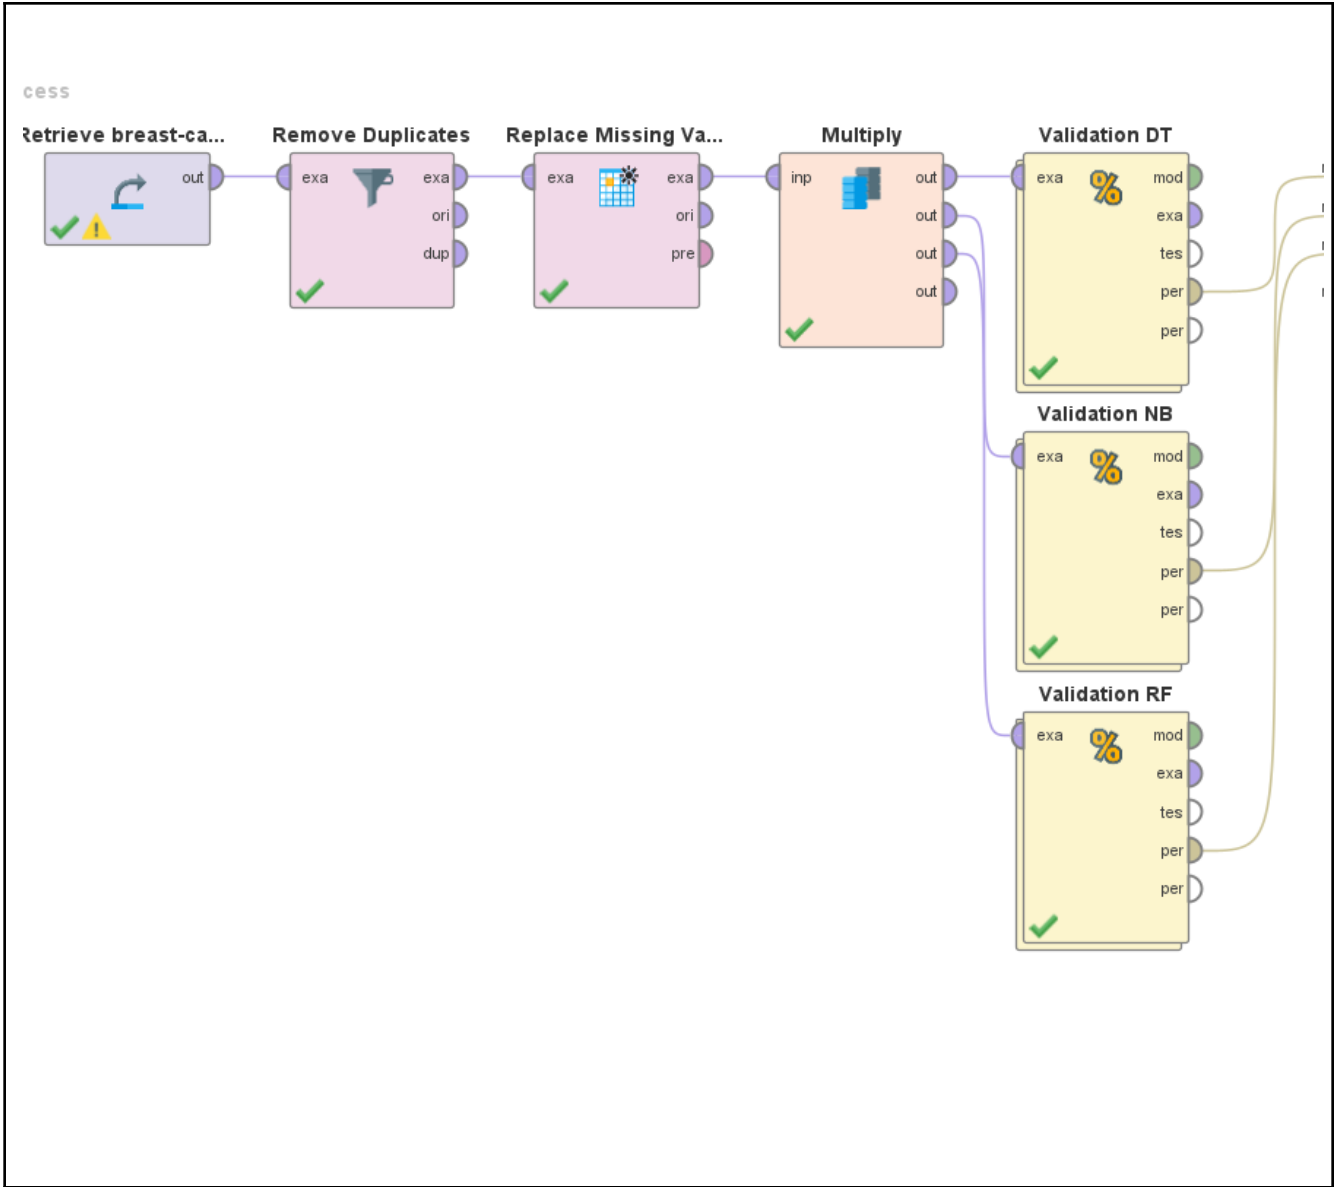 cess
Retrieve breast-ca...
Remove Duplicates
Replace Missing Va...
Multiply
Validation DT
out
exa
exa
ori
dup
exa
exa
ori
pre
inp
out
out
out
out
exa
mod
exa
tes
per
per
Validation NB
exa
mod
exa
tes
per
per
Validation RF
exa
mod
exa
tes
per
per